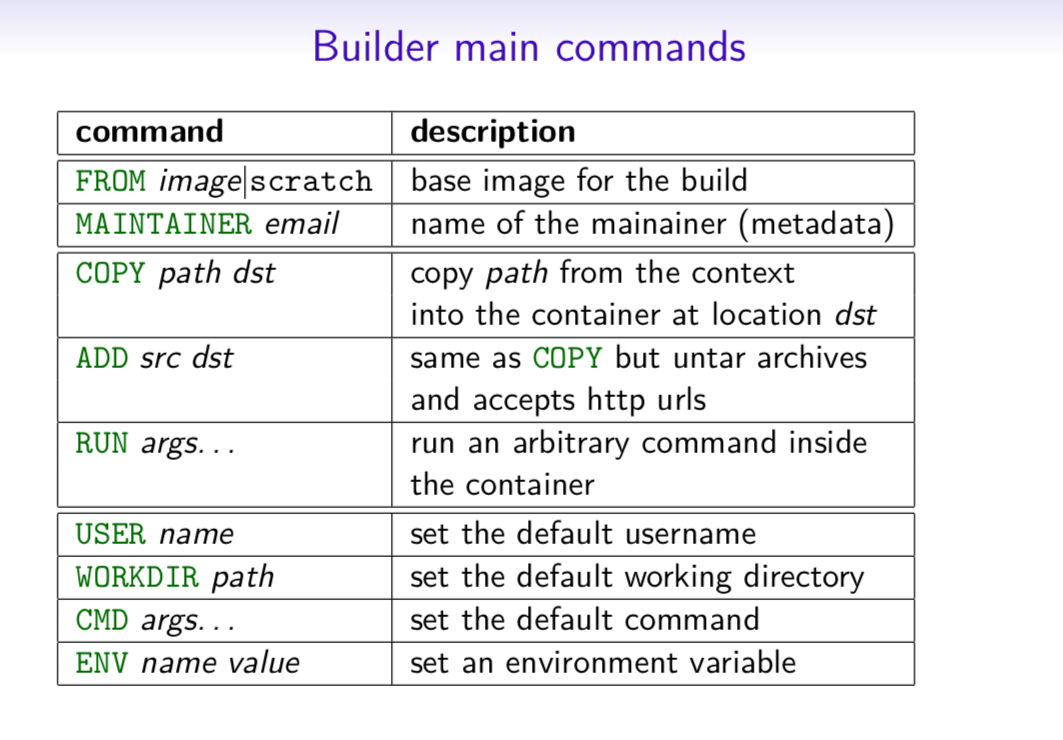 Builder main commands
command description
FROM image|scratch base image for the build
MAINTAINER email name of the mainainer (metadata)
COPY path dst copy path from the context
into the container at location dst
ADD src dst same as COPY but untar archives
and accepts http urls
RUN args... run an arbitrary command inside
the container
USER name set the default username
WORKDIR path set the default working directory
CMD args... set the default command
ENV name value set an environment variable